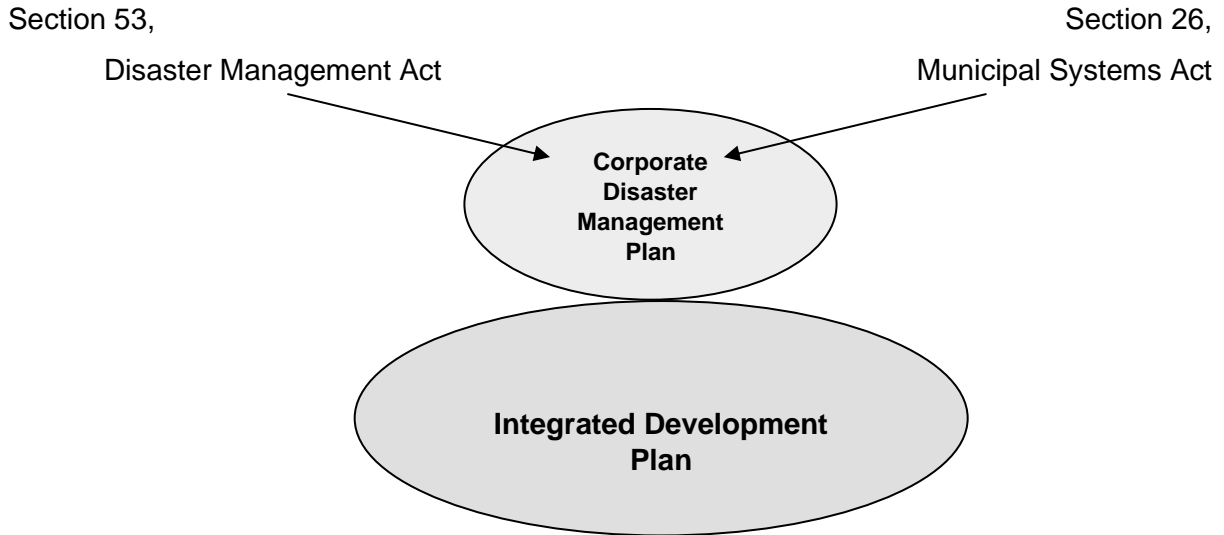 Section 53,
Disaster Management Act
Section 26,
Municipal Systems Act
Corporate
Disaster
Management
Plan
Integrated Development
Plan